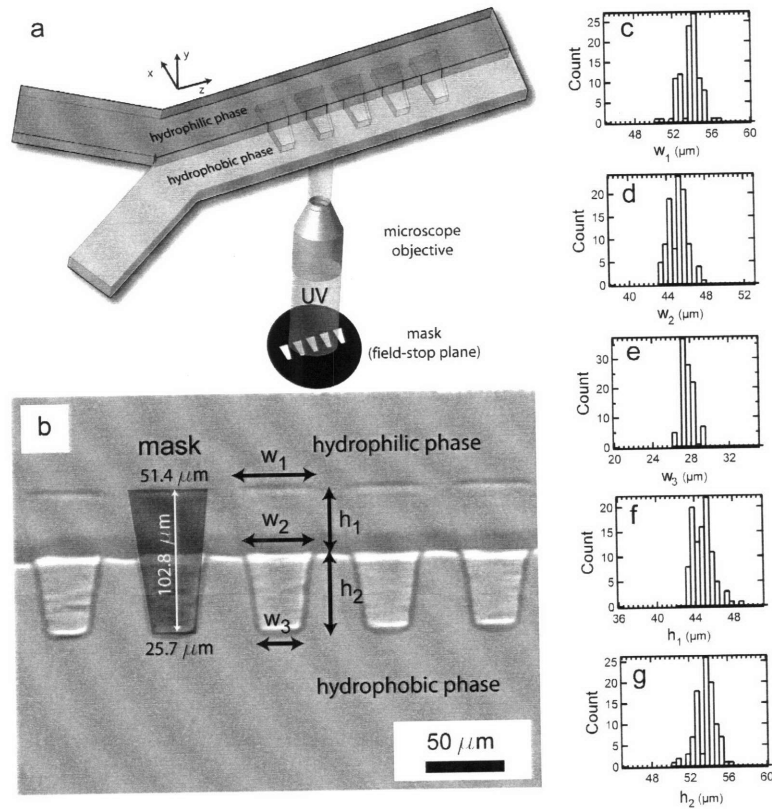 a
x
y
z
hydrophilic phase
hydrophobic phase
microscope
objective
UV
mask
(field-stop plane)
b
mask
51.4 μm
102.8 μm
25.7 μm
hydrophilic phase
w1
w2
w3
h1
h2
hydrophobic phase
50 μm
c
Count
25
20
15
10
5
0
48 52 56 60
w1 (μm)
d
Count
20
15
10
5
0
40 44 48 52
w2 (μm)
e
Count
30
20
10
0
20 24 28 32
w3 (μm)
f
Count
20
15
10
5
0
36 40 44 48
h1 (μm)
g
Count
25
20
15
10
5
0
48 52 56 60
h2 (μm)